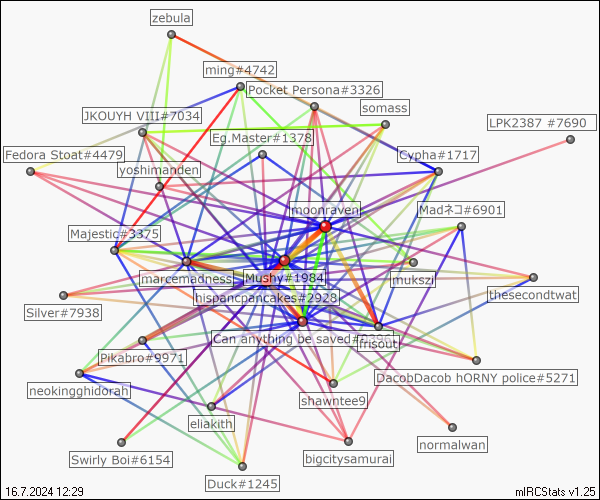 zebula
ming#4742
Pocket Persona#3326
somass
JKOUYH VIII#7034
LPK2387 #7690
Eg.Master#1378
Fedora Stoat#4479
Cypha#1717
yoshimanden
moonraven
Madネコ#6901
Majestic#3375
marcemadness
Mushy#1984
mukszi
thesecondtwat
hispancpancakes#2928
Silver#7938
Can anything be saved
frisout
Pikabro#9971
DacobDacob hORNY police#5271
neokingghidorah
shawntee9
eliakith
normalwan
Swirly Boi#6154
bigcitysamurai
Duck#1245
16.7.2024 12:29
mIRCStats v1.25